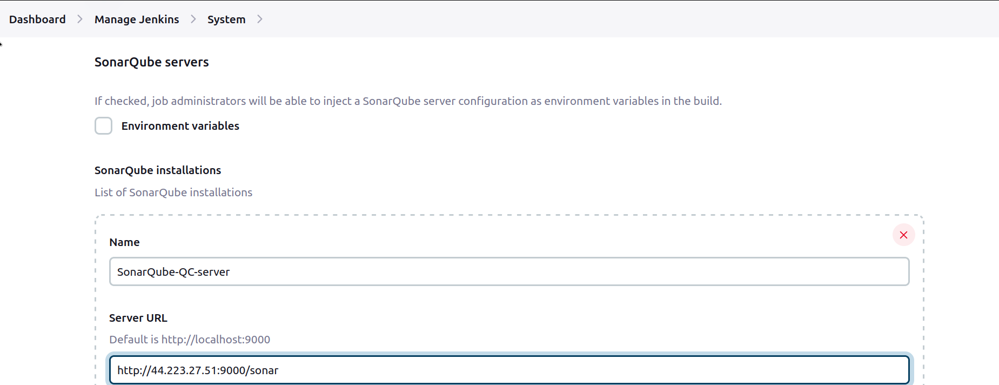 Dashboard > Manage Jenkins > System >
SonarQube servers
If checked, job administrators will be able to inject a SonarQube server configuration as environment variables in the build.
Environment variables
SonarQube installations
List of SonarQube installations
Name
SonarQube-QC-server
Server URL
Default is http://localhost:9000
http://44.223.27.51:9000/sonar